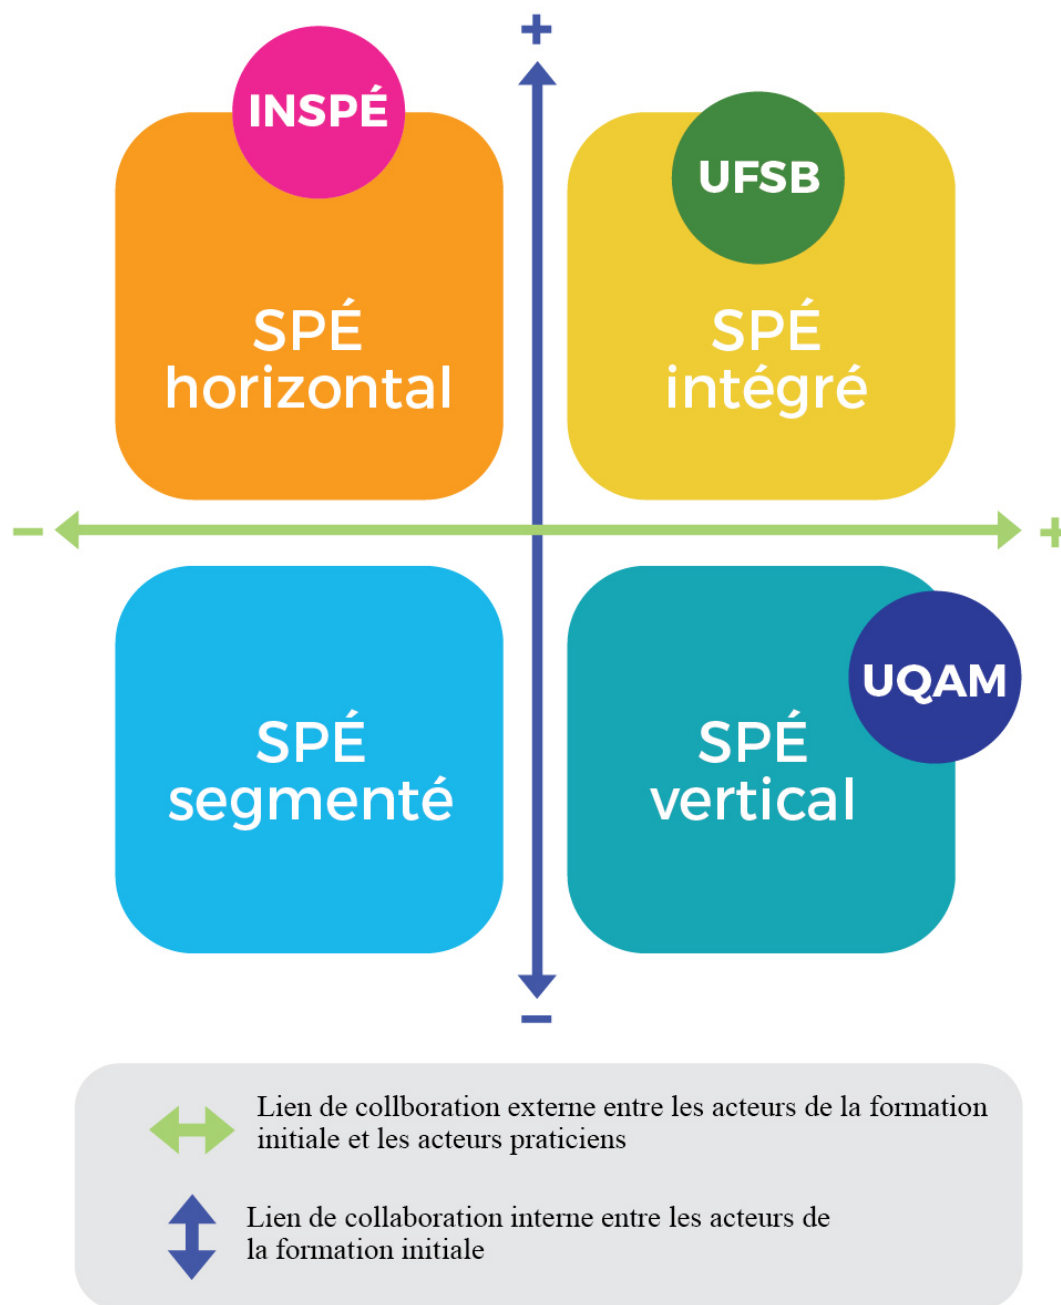 +
INSPÉ
UFSB
SPÉ
horizontal
SPÉ
intégré
–
+
SPÉ
segmenté
SPÉ
vertical
UQAM
–
Lien de collboration externe entre les acteurs de la formation
initiale et les acteurs praticiens
Lien de collaboration interne entre les acteurs de
la formation initiale